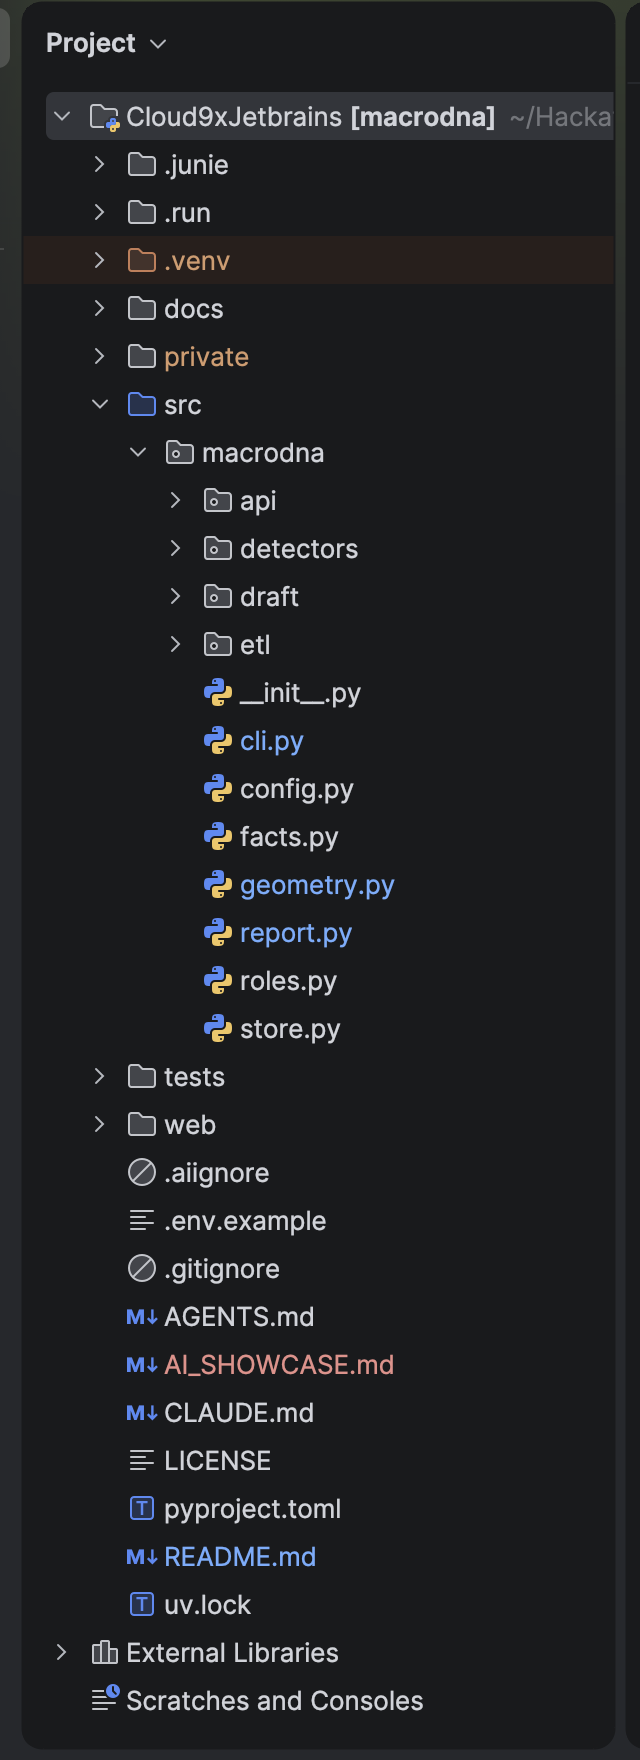 Project
Cloud9xJetbrains [macrodna] ~/Hacka
.junie
.run
.venv
docs
private
src
macrodna
api
detectors
draft
etl
__init__.py
cli.py
config.py
facts.py
geometry.py
report.py
roles.py
store.py
tests
web
.aiignore
.env.example
.gitignore
M↓ AGENTS.md
M↓ AI_SHOWCASE.md
M↓ CLAUDE.md
LICENSE
T pyproject.toml
M↓ README.md
T uv.lock
External Libraries
Scratches and Consoles